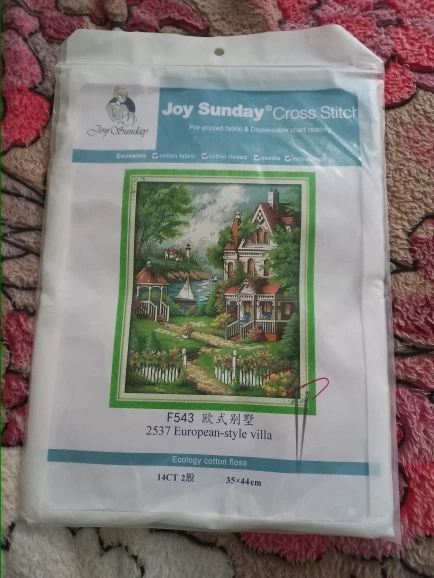 Joy Sunday
Joy Sunday® Cross Stitch
Pre-printed fabric & Dispensable chart reading
Contains cotton fabric cotton thread needle instructions
F543 欧式别墅
2537 European-style villa
Ecology cotton floss
14CT 2股 35×44cm